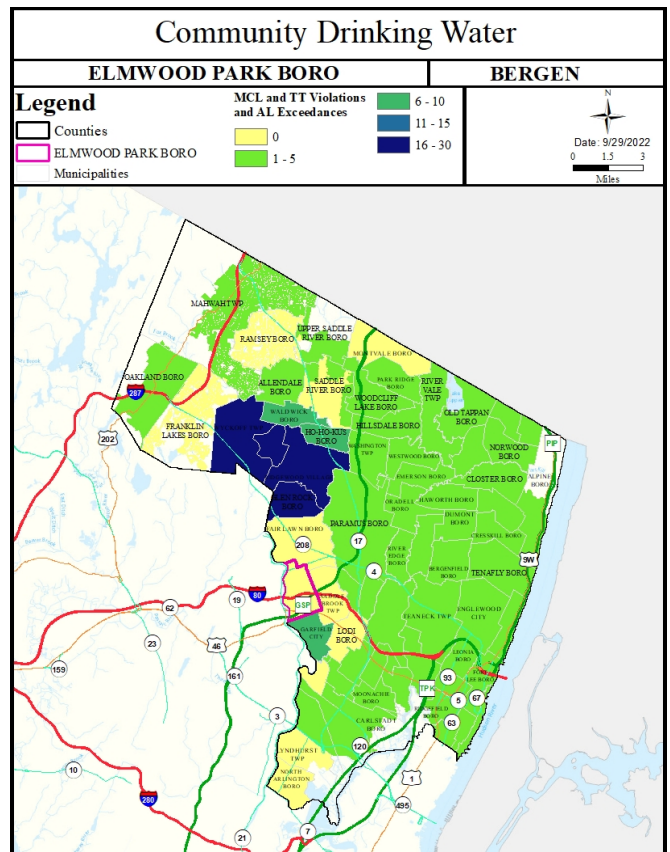 Community Drinking Water
ELMWOOD PARK BORO
BERGEN
Legend
Counties
ELMWOOD PARK BORO
Municipalities
MCL and TT Violations
and AL Exceedances
0
1 - 5
6 - 10
11 - 15
16 - 30
N
Date: 9/29/2022
0 1.5 3
Miles
MAHWAH TWP
RAMSEY BORO
UPPER SADDLE
RIVER BORO
MONTVALE BORO
OAKLAND BORO
287
ALLENDALE
BORO
SADDLE
RIVER BORO
PARK RIDGE
BORO
RIVER
VALE
TWP
WOODCLIFF
LAKE BORO
OLD TAPPAN
BORO
202
FRANKLIN
LAKES BORO
WALDWICK
BORO
HO-HO-KUS
BORO
HILLSDALE BORO
WASHINGTON
TWP
WESTWOOD BORO
NORWOOD
BORO
PIP
CLOSTER BORO
ALPINE
BORO
EMERSON BORO
GLEN ROCK
BORO
ORADELL
BORO
HAWORTH BORO
DUMONT
BORO
PARAMUS BORO
FAIR LAWN BORO
CRESSKILL BORO
208
17
4
RIVER
EDGE
BORO
BERGENFIELD
BORO
TENAFLY BORO
9W
80
19
62
GSP
BROOK
TWP
TEANECK TWP
ENGLEWOOD
CITY
GARFIELD
CITY
LODI
BORO
46
23
159
161
LEONIA
BORO
FORT
LEE BORO
93
5
67
63
TPK
MOONACHIE
BORO
RIDGEFIELD
BORO
CARLSTADT
BORO
3
120
LYNDHURST
TWP
NORTH
ARLINGTON
BORO
10
280
21
7
1
495